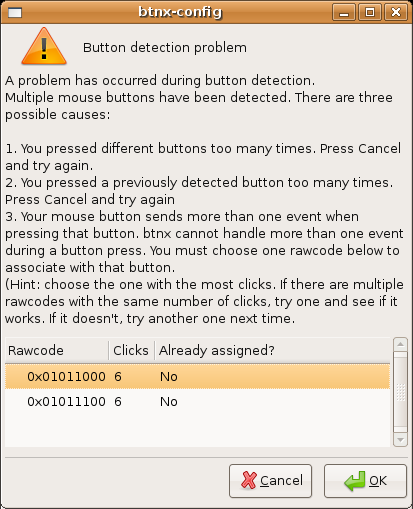 btnx-config
Button detection problem
A problem has occurred during button detection.
Multiple mouse buttons have been detected. There are three
possible causes:
1. You pressed different buttons too many times. Press Cancel
and try again.
2. You pressed a previously detected button too many times.
Press Cancel and try again
3. Your mouse button sends more than one event when
pressing that button. btnx cannot handle more than one event
during a button press. You must choose one rawcode below to
associate with that button.
(Hint: choose the one with the most clicks. If there are multiple
rawcodes with the same number of clicks, try one and see if it
works. If it doesn't, try another one next time.
Rawcode Clicks Already assigned?
0x01011000 6 No
0x01011100 6 No
Cancel OK